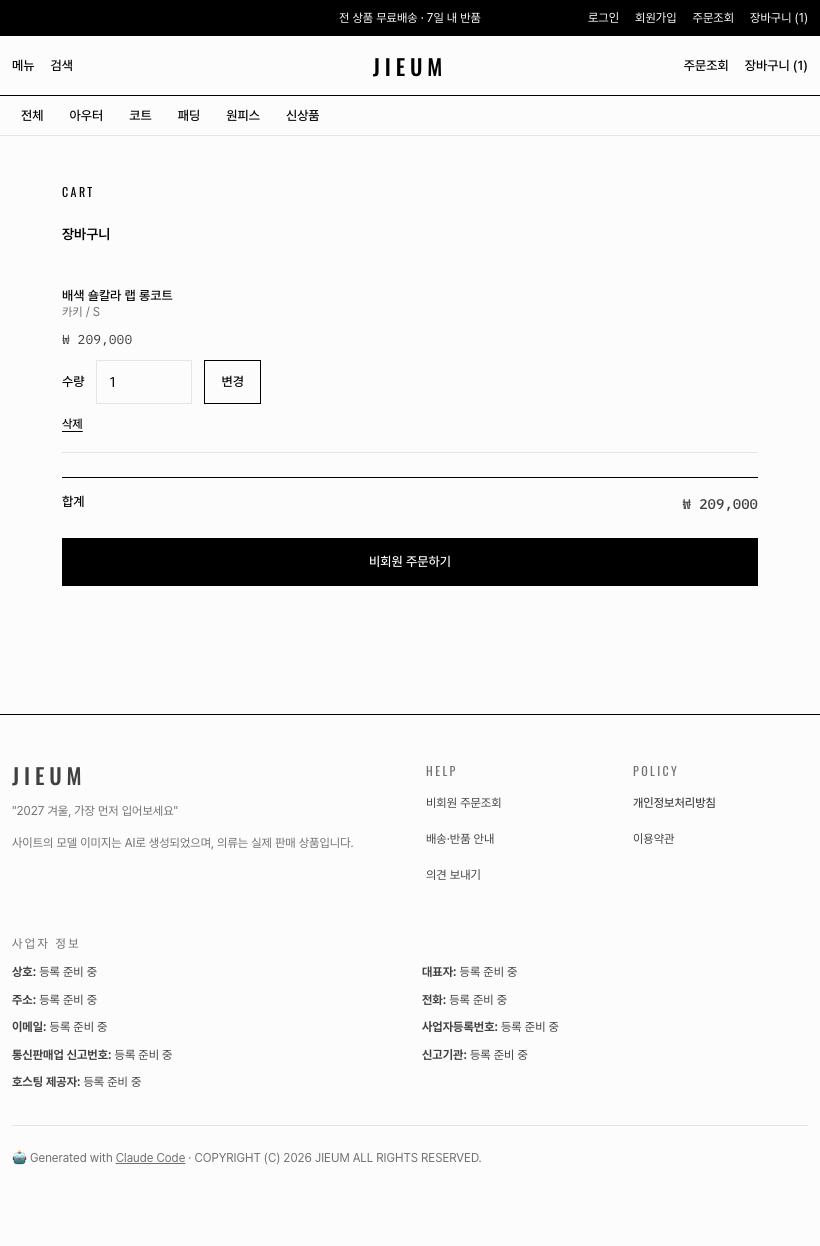 전 상품 무료배송 · 7일 내 반품
로그인 회원가입 주문조회 장바구니 (1)
메뉴 검색
JIEUM
주문조회 장바구니 (1)
전체 아우터 코트 패딩 원피스 신상품
CART
장바구니
배색 숄칼라 랩 롱코트
카키 / S
₩ 209,000
수량 1 변경
삭제
합계 ₩ 209,000
비회원 주문하기
JIEUM
"2027 겨울, 가장 먼저 입어보세요"
사이트의 모델 이미지는 AI로 생성되었으며, 의류는 실제 판매 상품입니다.
HELP
비회원 주문조회
배송·반품 안내
의견 보내기
POLICY
개인정보처리방침
이용약관
사업자 정보
상호: 등록 준비 중
대표자: 등록 준비 중
주소: 등록 준비 중
전화: 등록 준비 중
이메일: 등록 준비 중
사업자등록번호: 등록 준비 중
통신판매업 신고번호: 등록 준비 중
신고기관: 등록 준비 중
호스팅 제공자: 등록 준비 중
🤖 Generated with Claude Code · COPYRIGHT (C) 2026 JIEUM ALL RIGHTS RESERVED.